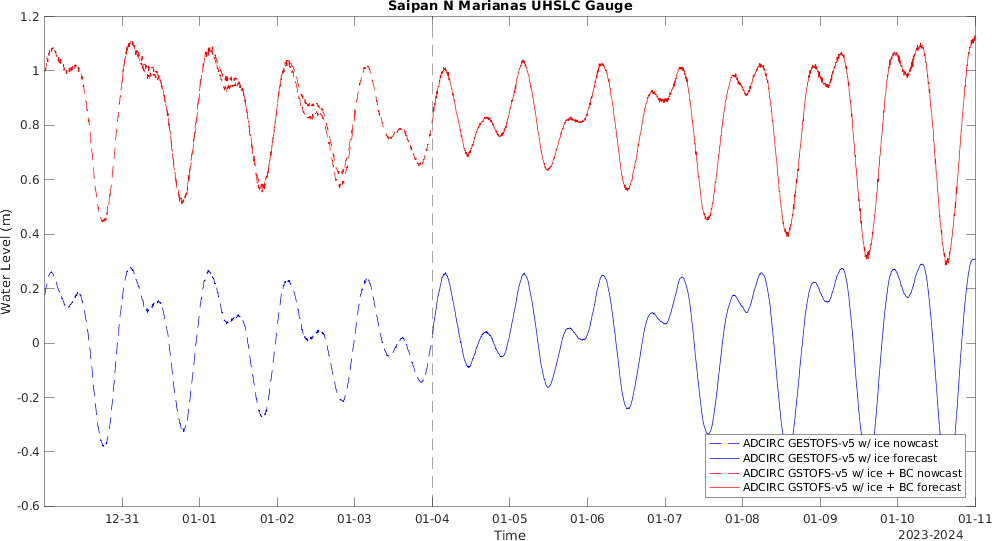 Saipan N Marianas UHSLC Gauge
1.2
1
0.8
0.6
0.4
0.2
0
-0.2
-0.4
-0.6
Water Level (m)
ADCIRC GESTOFS-v5 w/ ice nowcast
ADCIRC GESTOFS-v5 w/ ice forecast
ADCIRC GSTOFS-v5 w/ ice + BC nowcast
ADCIRC GSTOFS-v5 w/ ice + BC forecast
12-31 01-01 01-02 01-03 01-04 01-05 01-06 01-07 01-08 01-09 01-10 01-11
Time
2023-2024